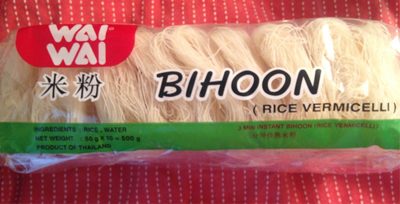 WAI
WAI
米粉
BIHOON
( RICE VERMICELLI )
INGREDIENTS : RICE , WATER
NET WEIGHT : 50 g X 10 = 500 g
PRODUCT OF THAILAND
3 MIN INSTANT BIHOON (RICE VERMICELLI)